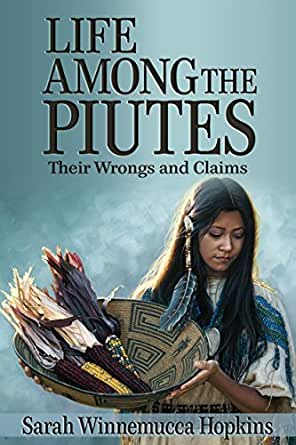 LIFE
AMONG THE
PIUTES
Their Wrongs and Claims
Sarah Winnemucca Hopkins